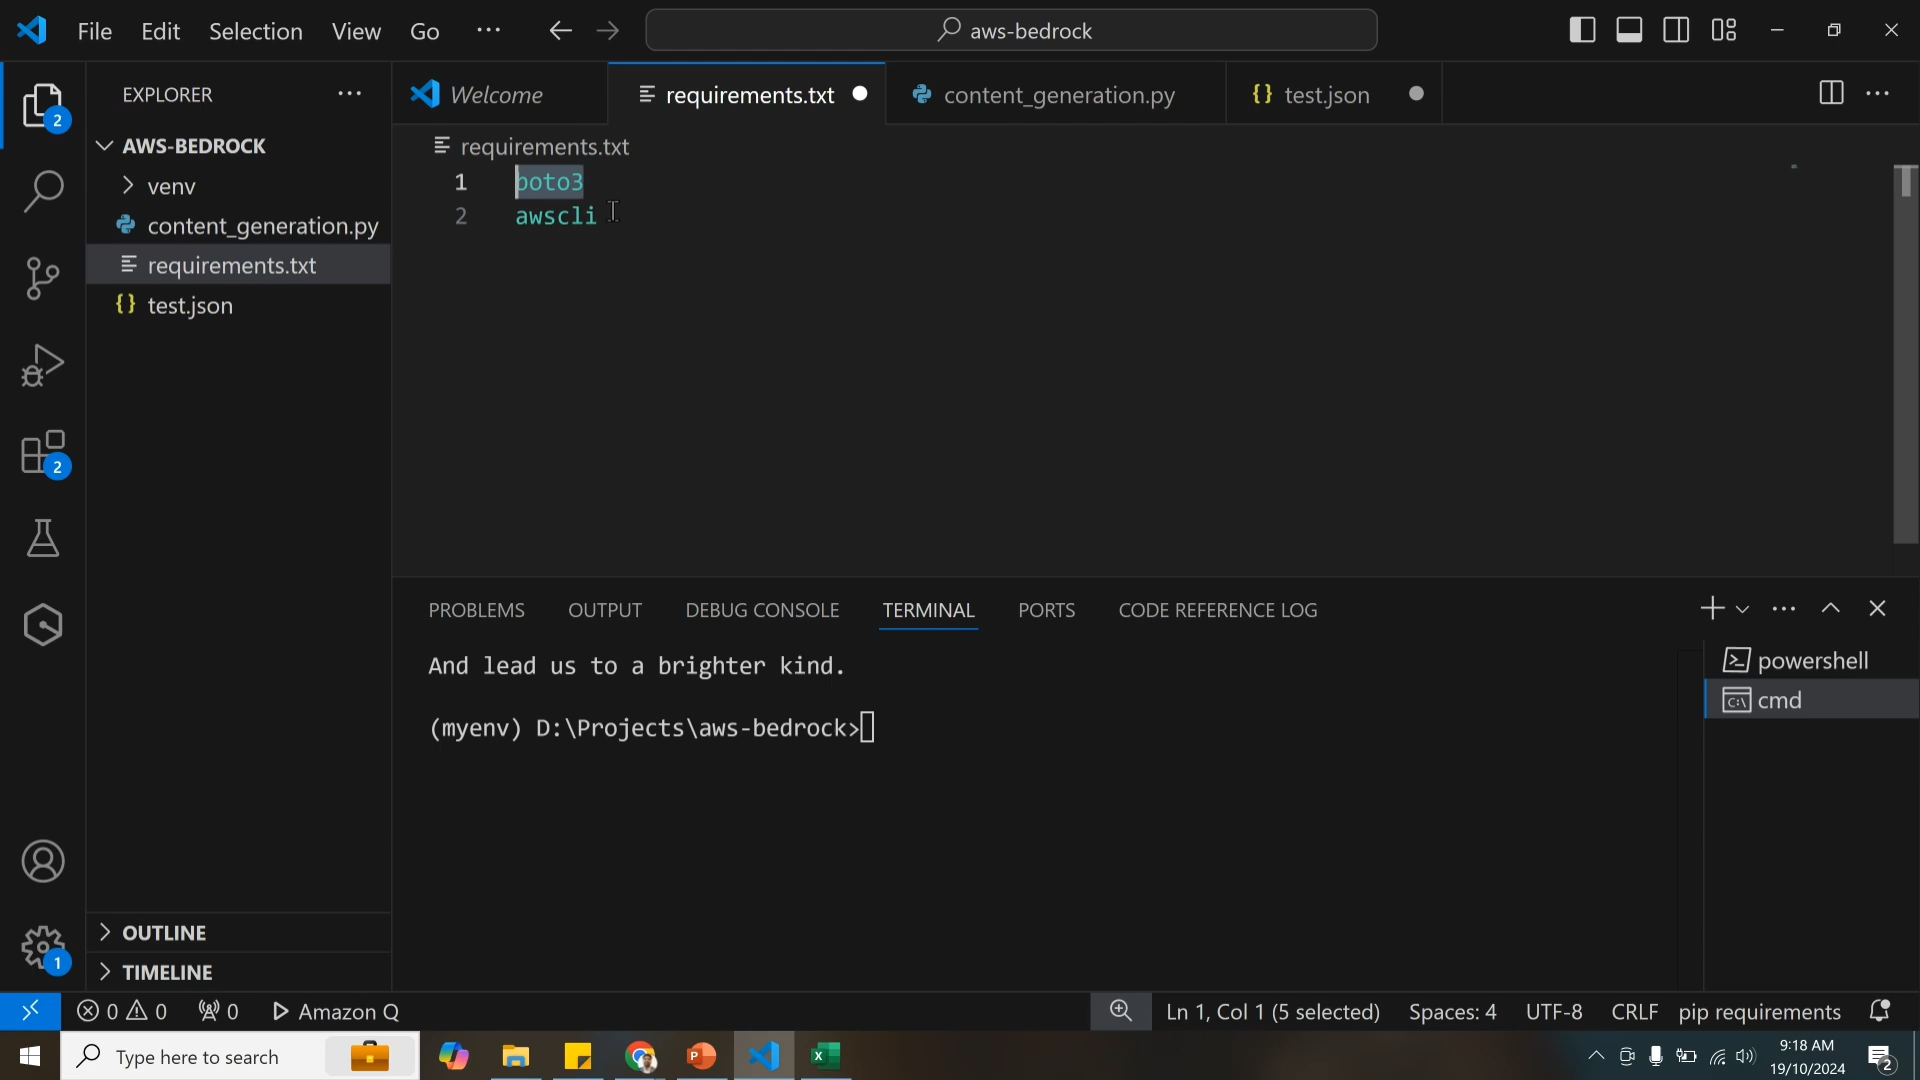 File Edit Selection View Go ··· aws-bedrock
EXPLORER ···
Welcome requirements.txt content_generation.py test.json ···
AWS-BEDROCK
venv
content_generation.py
requirements.txt
test.json
requirements.txt
1 boto3
2 awscli
2
2
1
PROBLEMS OUTPUT DEBUG CONSOLE TERMINAL PORTS CODE REFERENCE LOG
And lead us to a brighter kind.
(myenv) D:\Projects\aws-bedrock>
powershell
cmd
OUTLINE
TIMELINE
0 0 0 Amazon Q Ln 1, Col 1 (5 selected) Spaces: 4 UTF-8 CRLF pip requirements
Type here to search
9:18 AM
19/10/2024
2